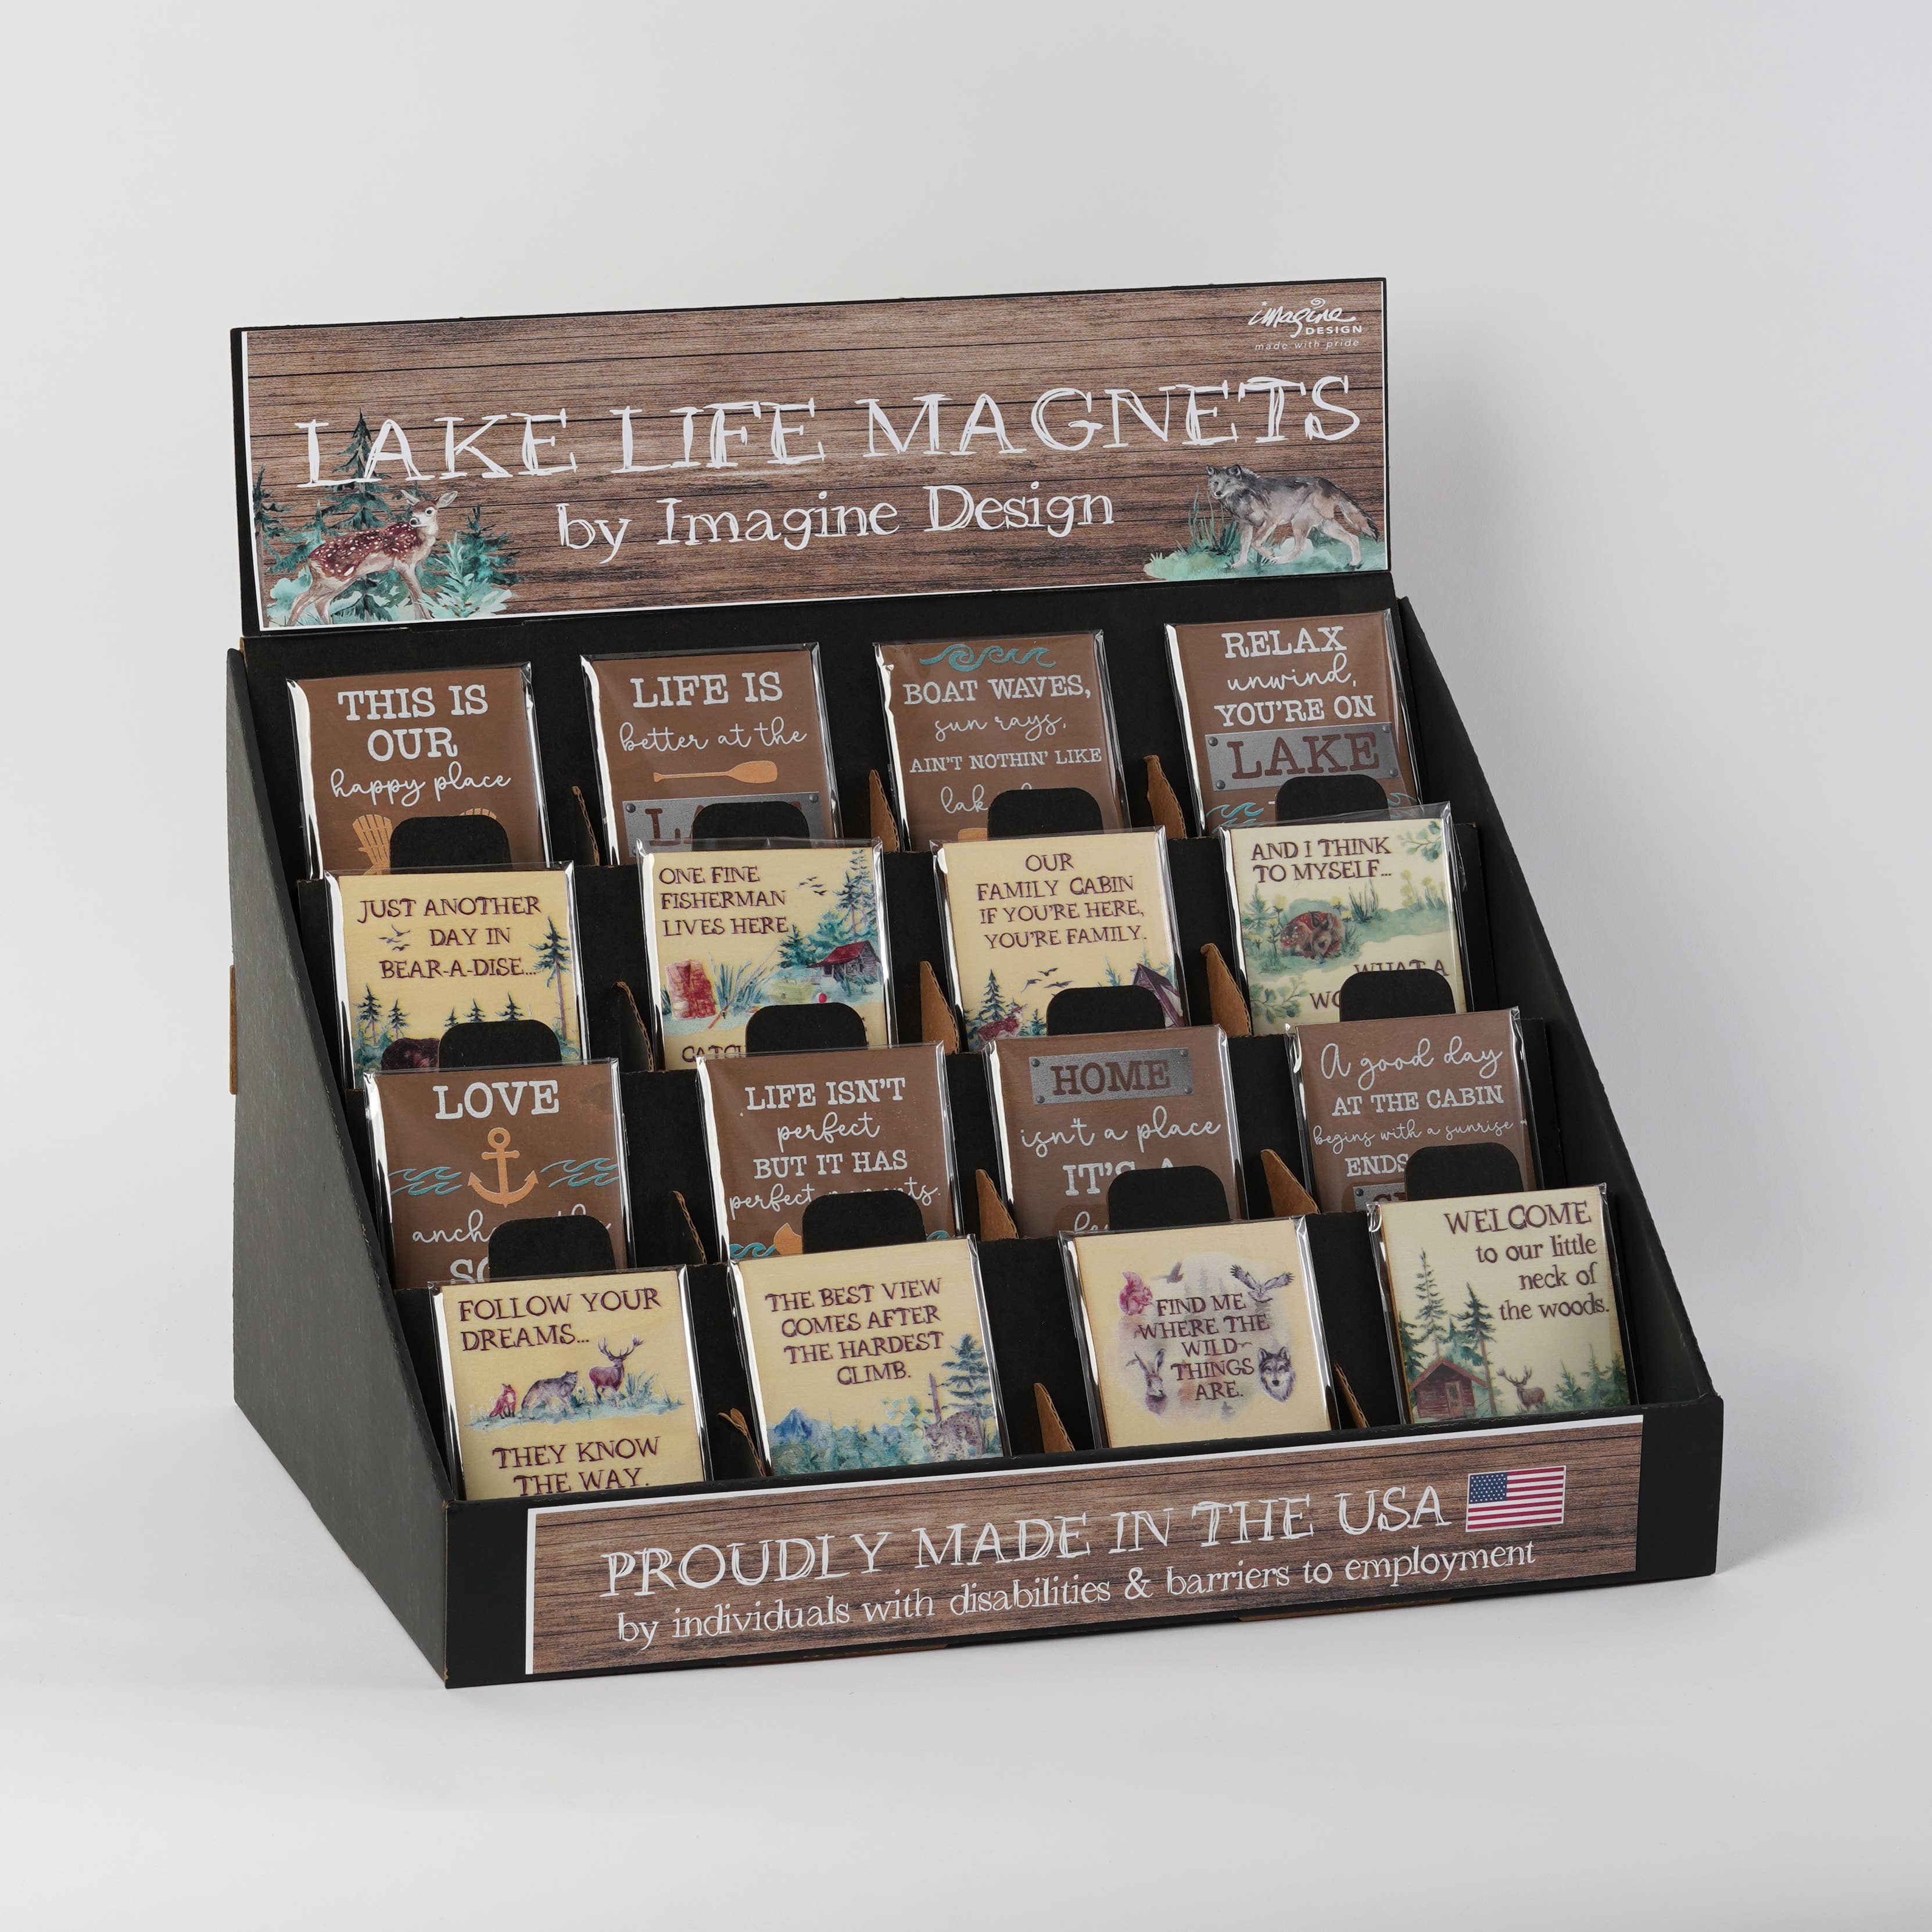 imagine
DESIGN
made with pride
LAKE LIFE MAGNETS
by Imagine Design
THIS IS
OUR
happy place
LIFE IS
better at the
BOAT WAVES,
sun rays,
AIN'T NOTHIN' LIKE
RELAX
unwind,
YOU'RE ON
LAKE
JUST ANOTHER
DAY IN
BEAR-A-DISE...
ONE FINE
FISHERMAN
LIVES HERE
OUR
FAMILY CABIN
IF YOU'RE HERE,
YOU'RE FAMILY.
AND I THINK
TO MYSELF...
WHAT A
LOVE
LIFE ISN'T
perfect
BUT IT HAS
perfect
HOME
isn't a place
IT'S A
A good day
AT THE CABIN
begins with a sunrise
ENDS
FOLLOW YOUR
DREAMS...
THEY KNOW
THE WAY.
THE BEST VIEW
COMES AFTER
THE HARDEST
CLIMB.
FIND ME
WHERE THE
WILD
THINGS
ARE.
WELCOME
to our little
neck of
the woods.
PROUDLY MADE IN THE USA
by individuals with disabilities & barriers to employment